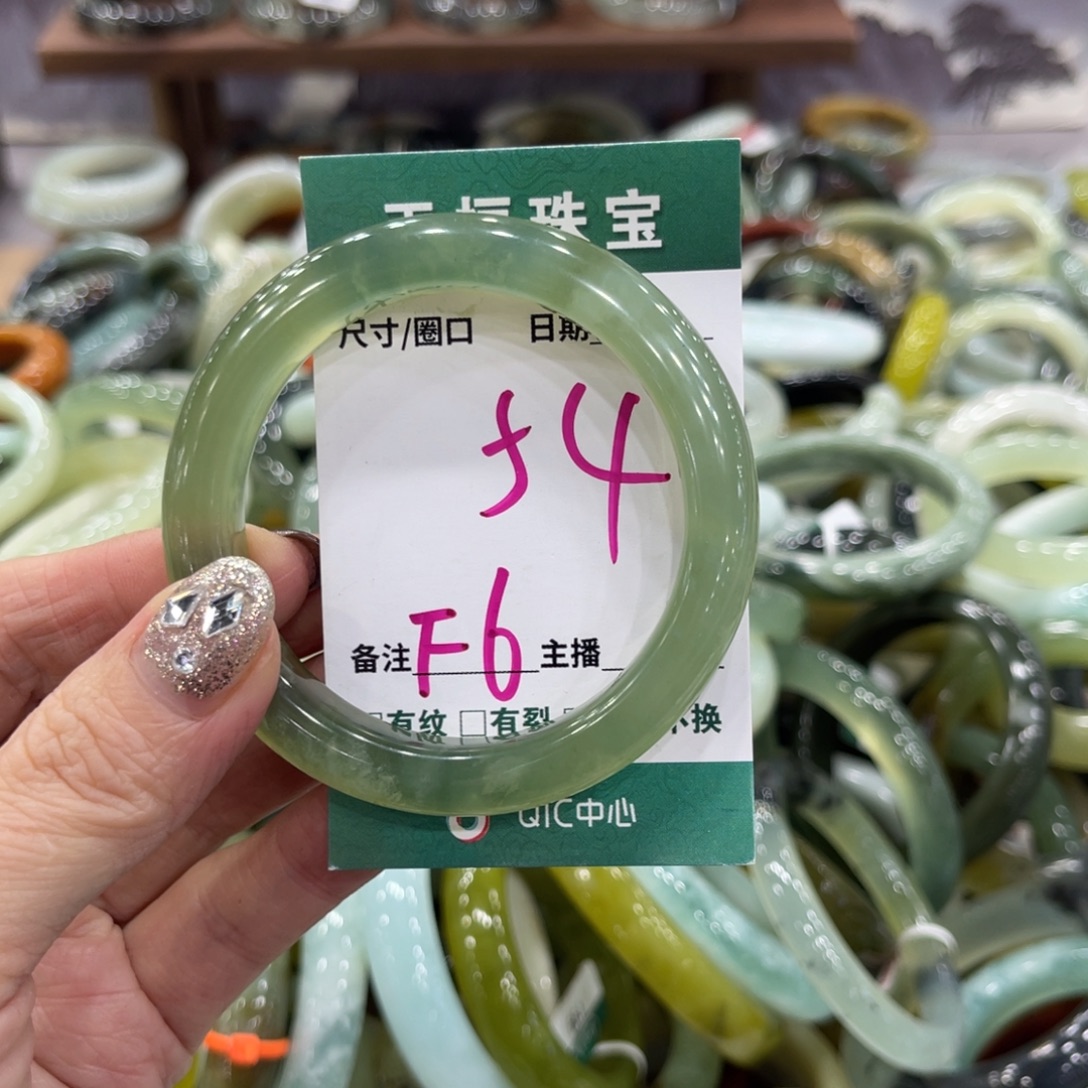 珠宝
尺寸/圈口 日期
54
备注 F6 主播
□有纹 □有裂 不换
QIC中心